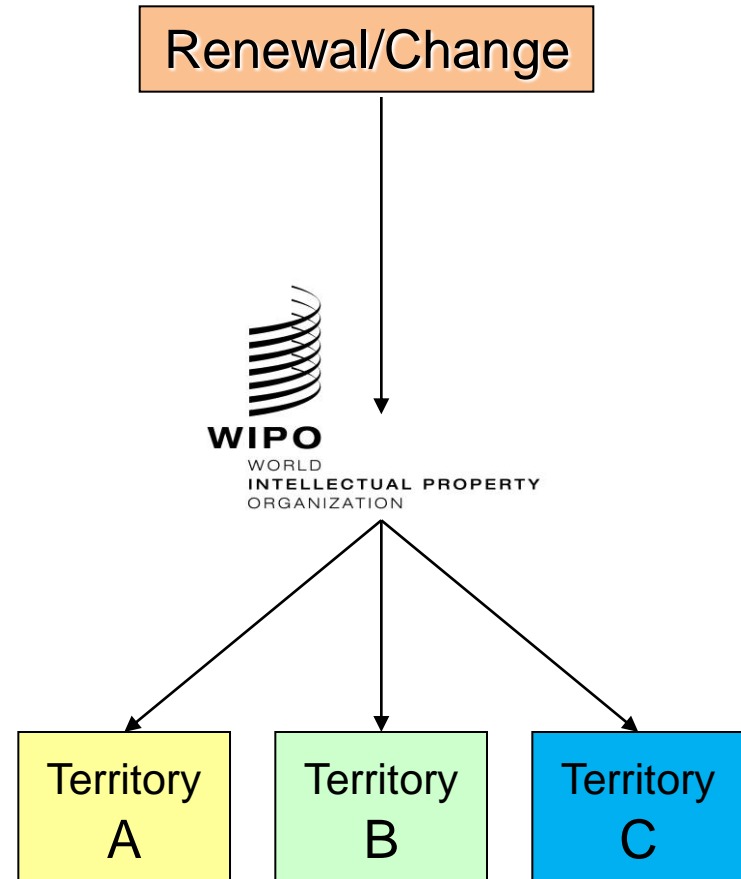 Renewal/Change
WIPO
WORLD
INTELLECTUAL PROPERTY
ORGANIZATION
Territory
A
Territory
B
Territory
C